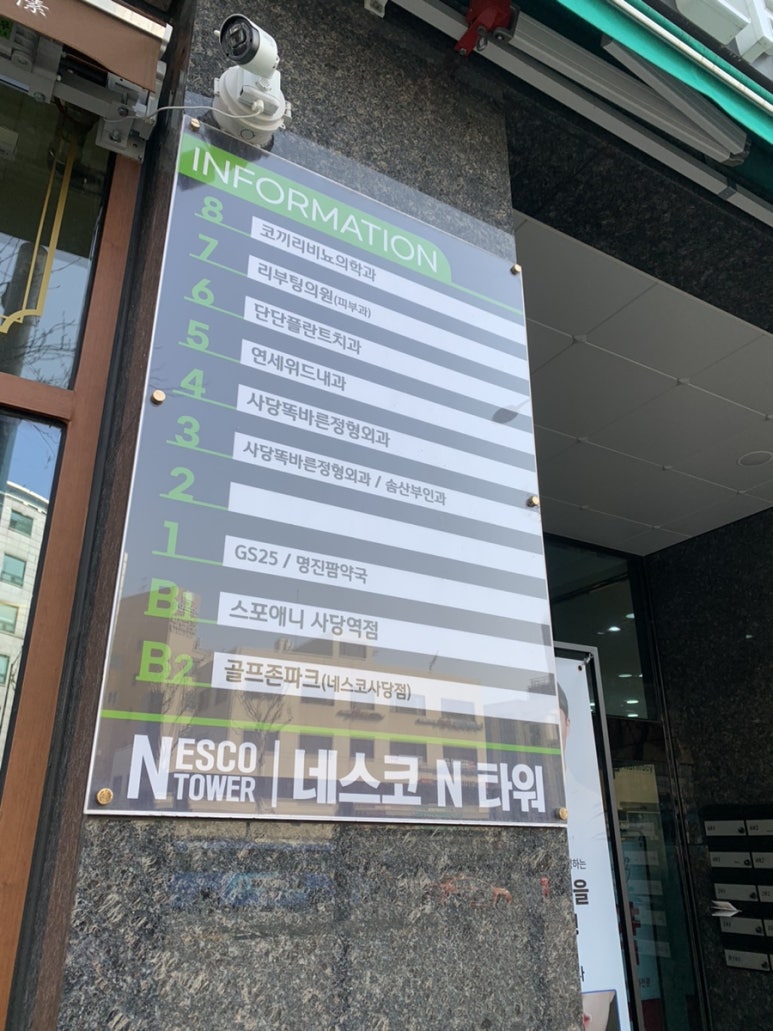 INFORMATION
8 코끼리비뇨의학과
7 리부팅의원(피부과)
6 단단플란트치과
5 연세위드내과
4 사당똑바른정형외과
3 사당똑바른정형외과 / 솜산부인과
2
1 GS25 / 명진팜약국
B1 스포애니 사당역점
B2 골프존파크(네스코사당점)
NESCO TOWER | 네스코 N 타워
하는
을